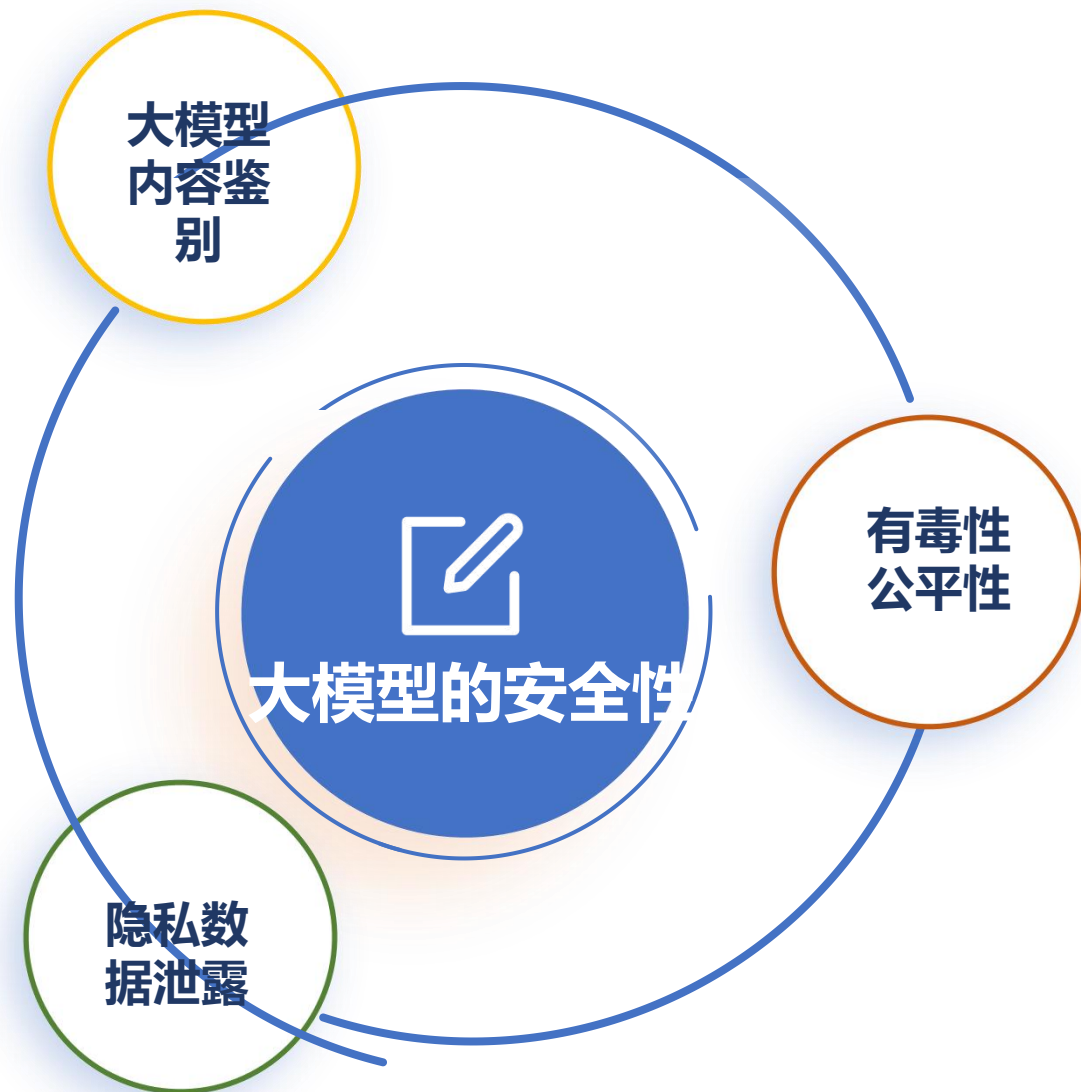 大模型
内容鉴
别
有毒性
公平性
大模型的安全性
隐私数
据泄露